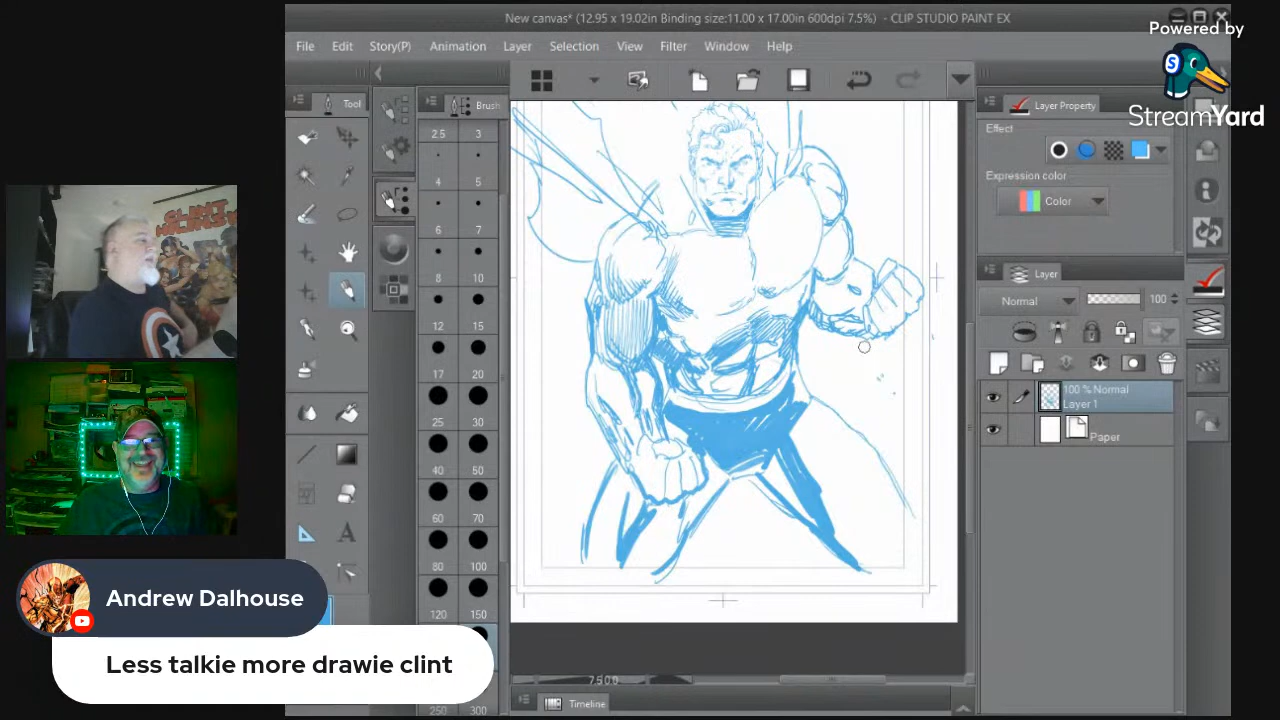 New canvas* (12.95 x 19.02in Binding size:11.00 x 17.00in 600dpi 7.5%) - CLIP STUDIO PAINT EX
File Edit Story(P) Animation Layer Selection View Filter Window Help
Powered by
StreamYard
Tool
Brush
2.5 3
4 5
6 7
8 10
12 15
17 20
25 30
40 50
60 70
80 100
120 150
250 300
Layer Property
Effect
Expression color
Color
Layer
Normal 100
100 % Normal
Layer 1
Paper
Timeline
CLINT
Andrew Dalhouse
Less talkie more drawie clint